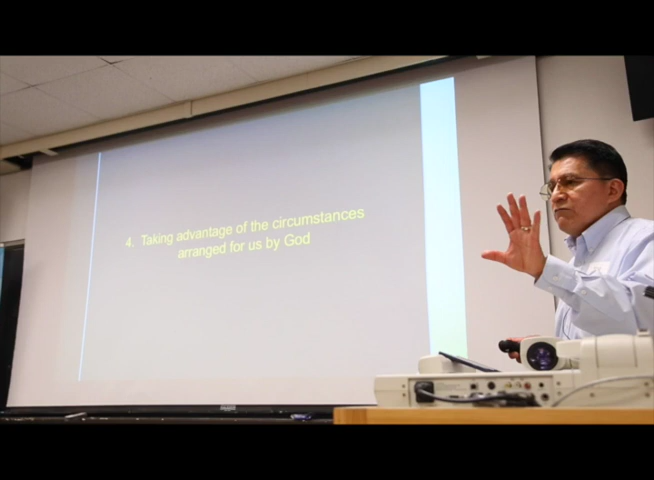 4. Taking advantage of the circumstances
arranged for us by God